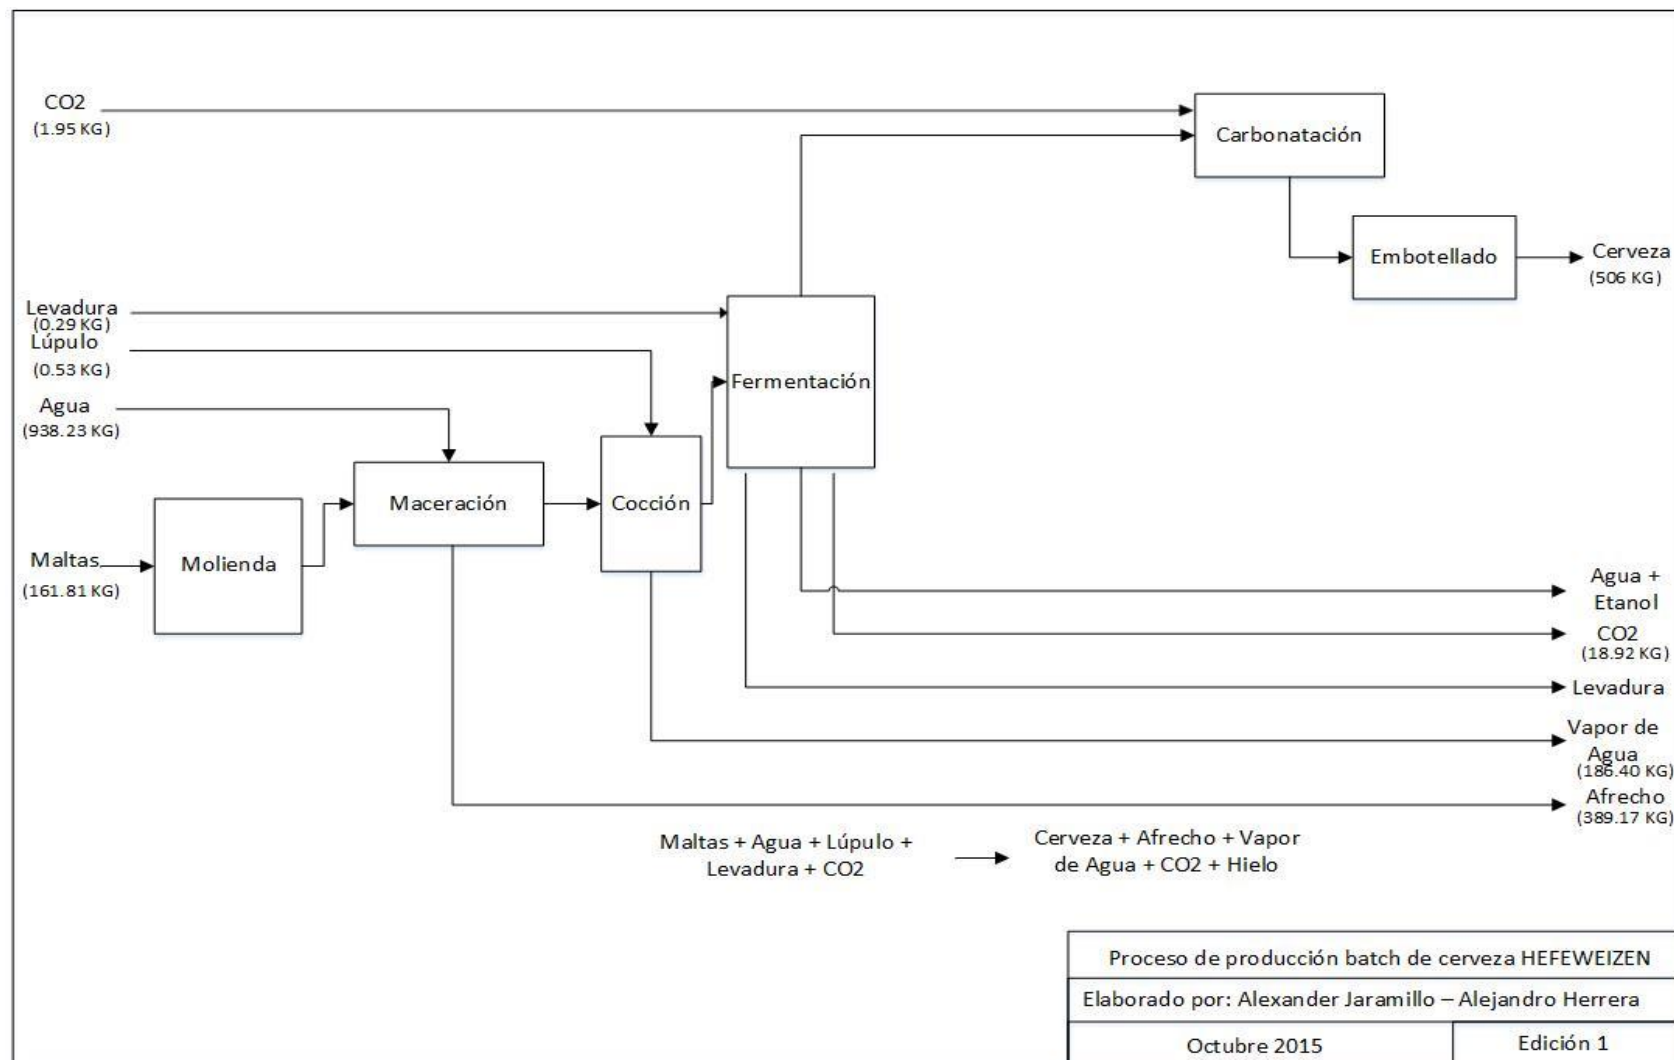 CO2
(1.95 KG)
Carbonatación
Embotellado
Cerveza
(506 KG)
Levadura
(0.29 KG)
Lúpulo
(0.53 KG)
Fermentación
Agua
(938.23 KG)
Maceración
Cocción
Maltas
(161.81 KG)
Molienda
Agua +
Etanol
CO2
(18.92 KG)
Levadura
Vapor de
Agua
(186.40 KG)
Afrecho
(389.17 KG)
Maltas + Agua + Lúpulo +
Levadura + CO2
Cerveza + Afrecho + Vapor
de Agua + CO2 + Hielo
Proceso de producción batch de cerveza HEFEWEIZEN
Elaborado por: Alexander Jaramillo – Alejandro Herrera
Octubre 2015
Edición 1